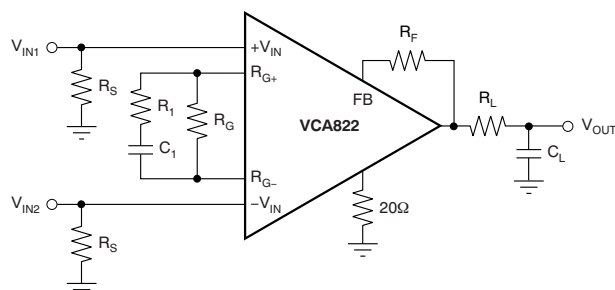 V_IN1
+V_IN
R_F
R_S
R_G+
R_1
R_G
FB
R_L
V_OUT
VCA822
C_1
C_L
R_G−
V_IN2
−V_IN
20Ω
R_S